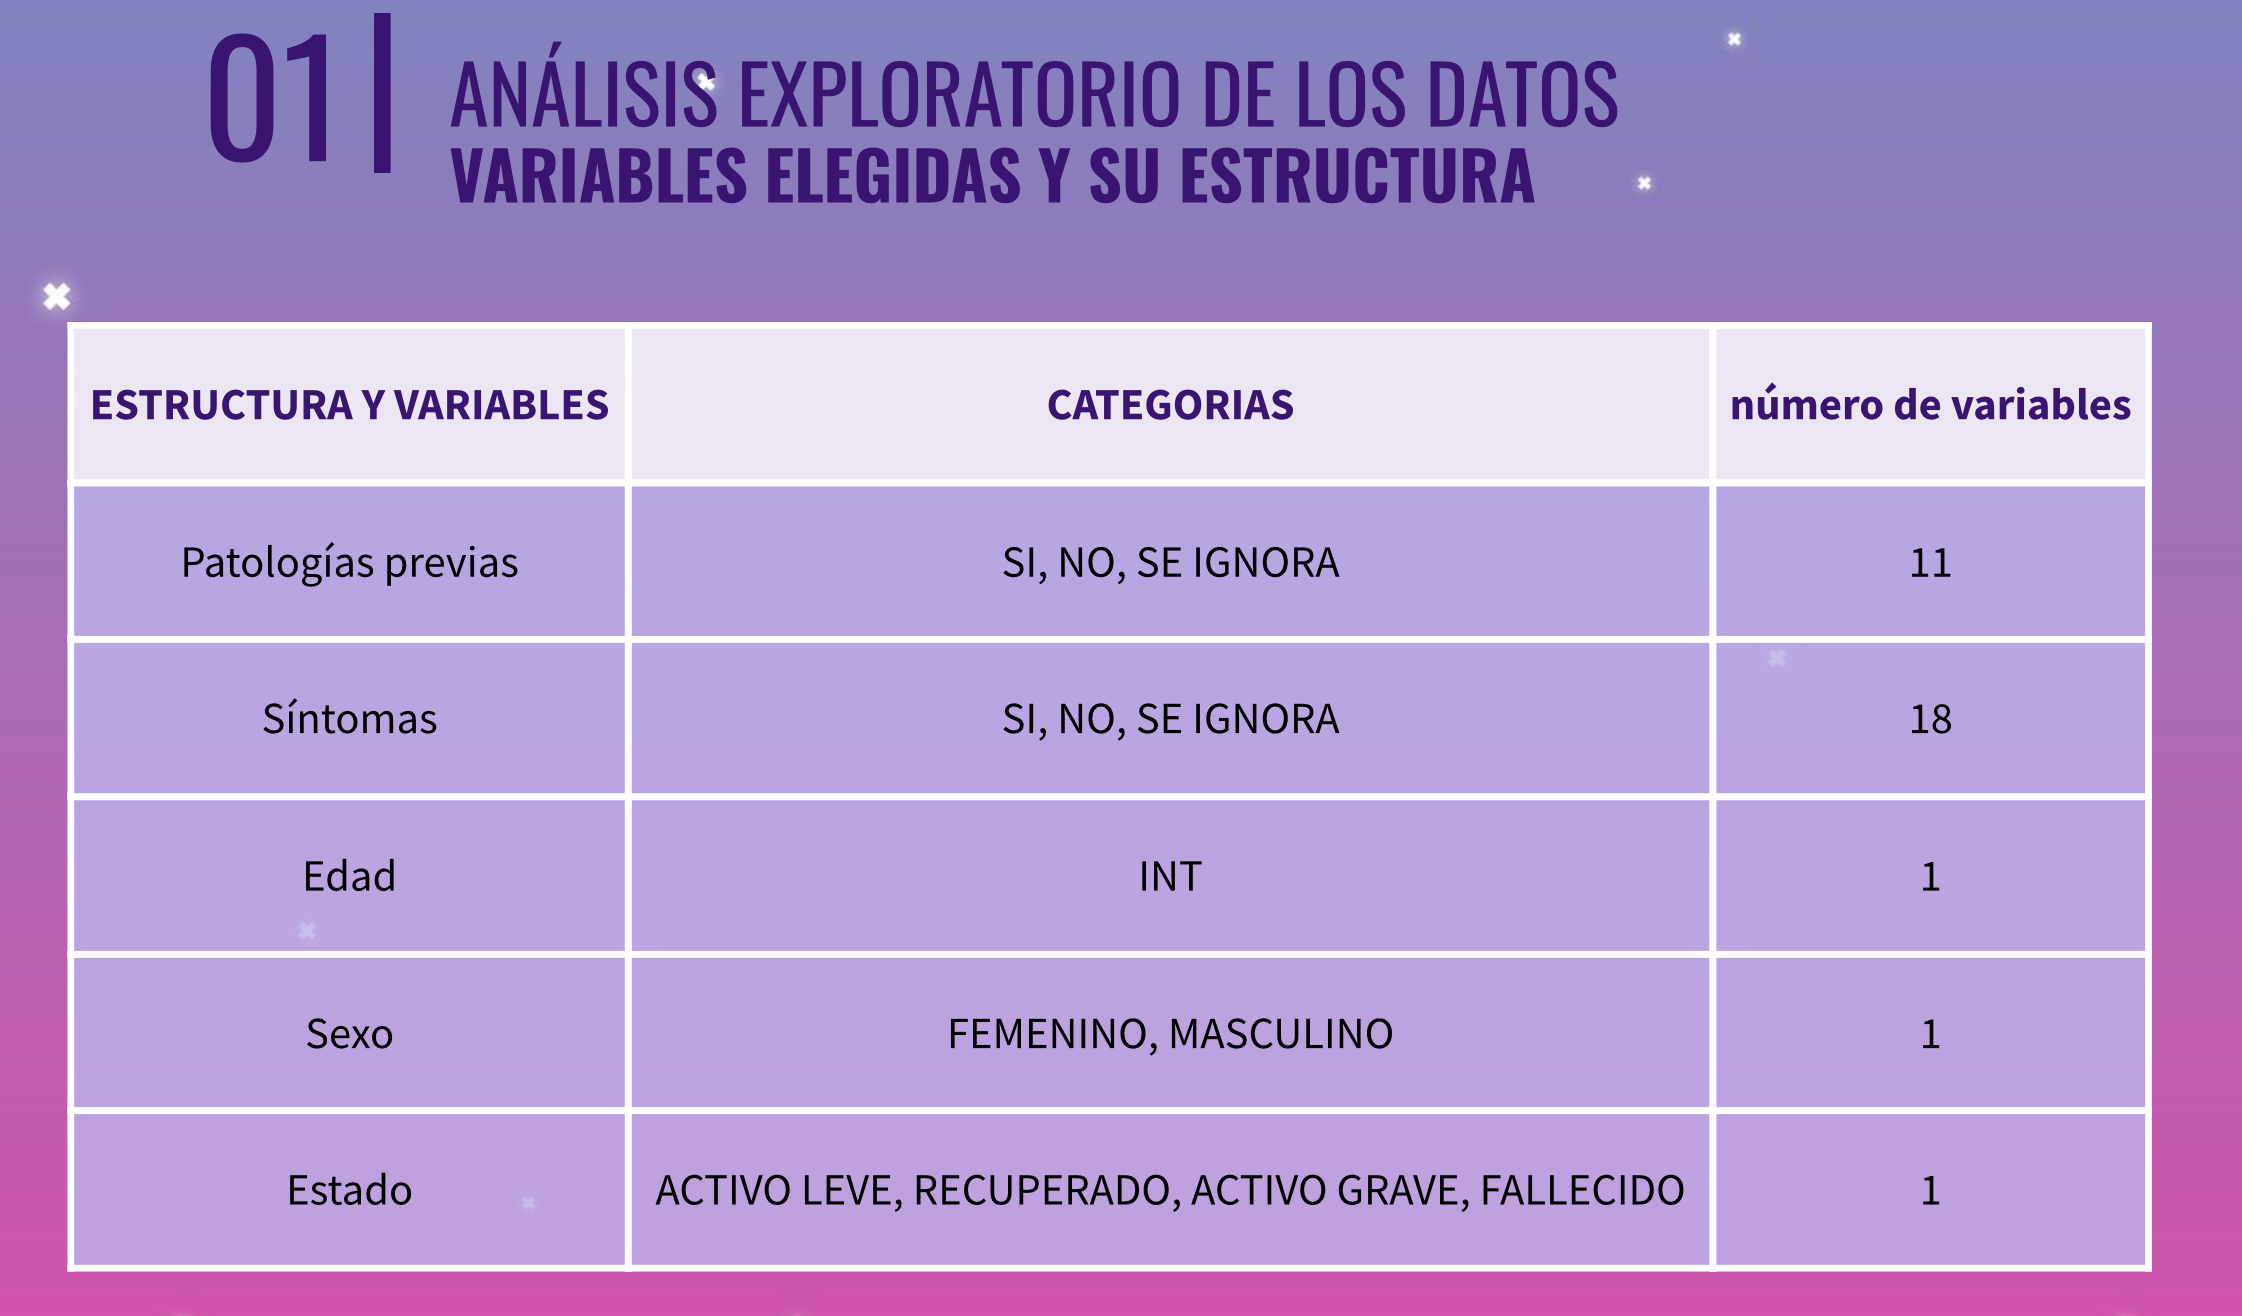 01
ANÁLISIS EXPLORATORIO DE LOS DATOS
VARIABLES ELEGIDAS Y SU ESTRUCTURA
ESTRUCTURA Y VARIABLES CATEGORIAS número de variables
Patologías previas SI, NO, SE IGNORA 11
Síntomas SI, NO, SE IGNORA 18
Edad INT 1
Sexo FEMENINO, MASCULINO 1
Estado ACTIVO LEVE, RECUPERADO, ACTIVO GRAVE, FALLECIDO 1